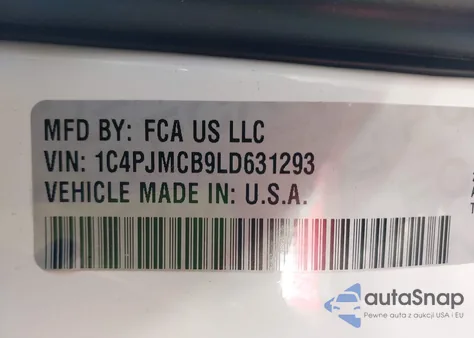 MFD BY: FCA US LLC
VIN: 1C4PJMCB9LD631293
VEHICLE MADE IN: U.S.A.
autaSnap
Pewne auta z aukcji USA i EU